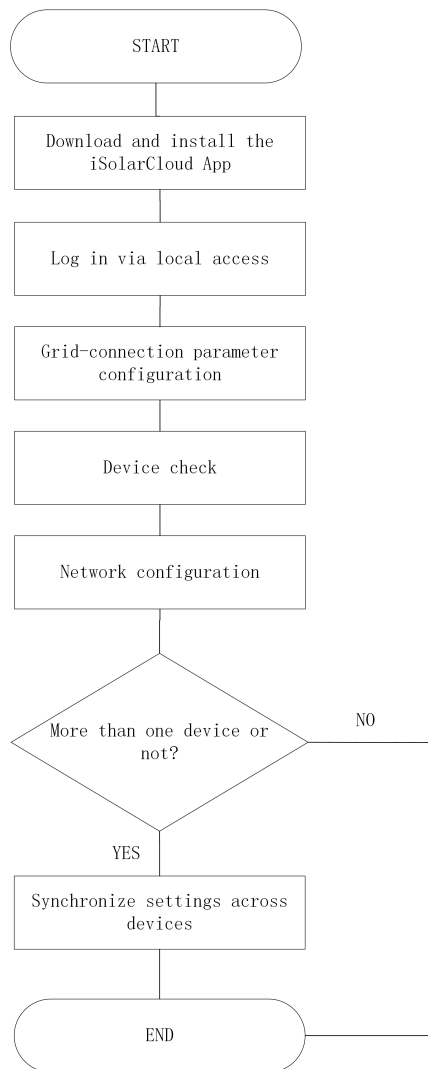 START
Download and install the
iSolarCloud App
Log in via local access
Grid-connection parameter
configuration
Device check
Network configuration
More than one device or
not?
NO
YES
Synchronize settings across
devices
END